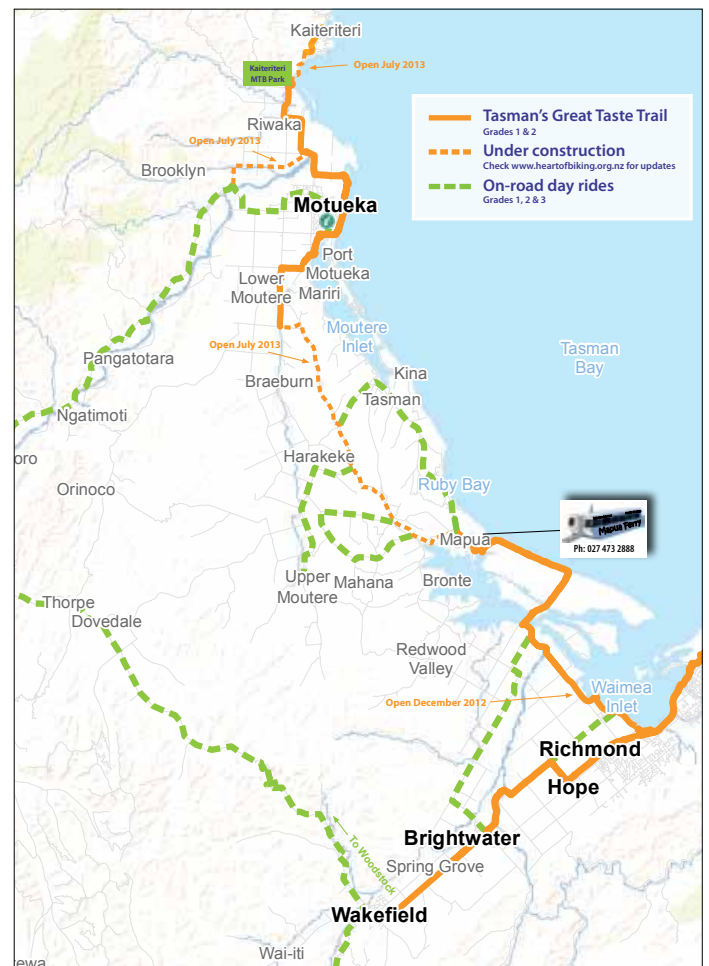 Kaiteriteri
Kaiteriteri
MTB Park
Open July 2013
Tasman's Great Taste Trail
Grades 1 & 2
Under construction
Check www.heartofbiking.org.nz for updates
On-road day rides
Grades 1, 2 & 3
Riwaka
Open July 2013
Brooklyn
Motueka
Port
Motueka
Lower
Moutere
Mariri
Moutere
Inlet
Open July 2013
Tasman
Bay
Pangatotara
Braeburn
Kina
Tasman
Ngatimoti
Harakeke
oro
Orinoco
Ruby Bay
Mapua Ferry
Ph: 027 473 2888
Mapua
Upper
Moutere
Mahana
Bronte
Thorpe
Dovedale
Redwood
Valley
Waimea
Inlet
Open December 2012
Richmond
Hope
Brightwater
To Woodstock
Spring Grove
Wakefield
Wai-iti
ewa